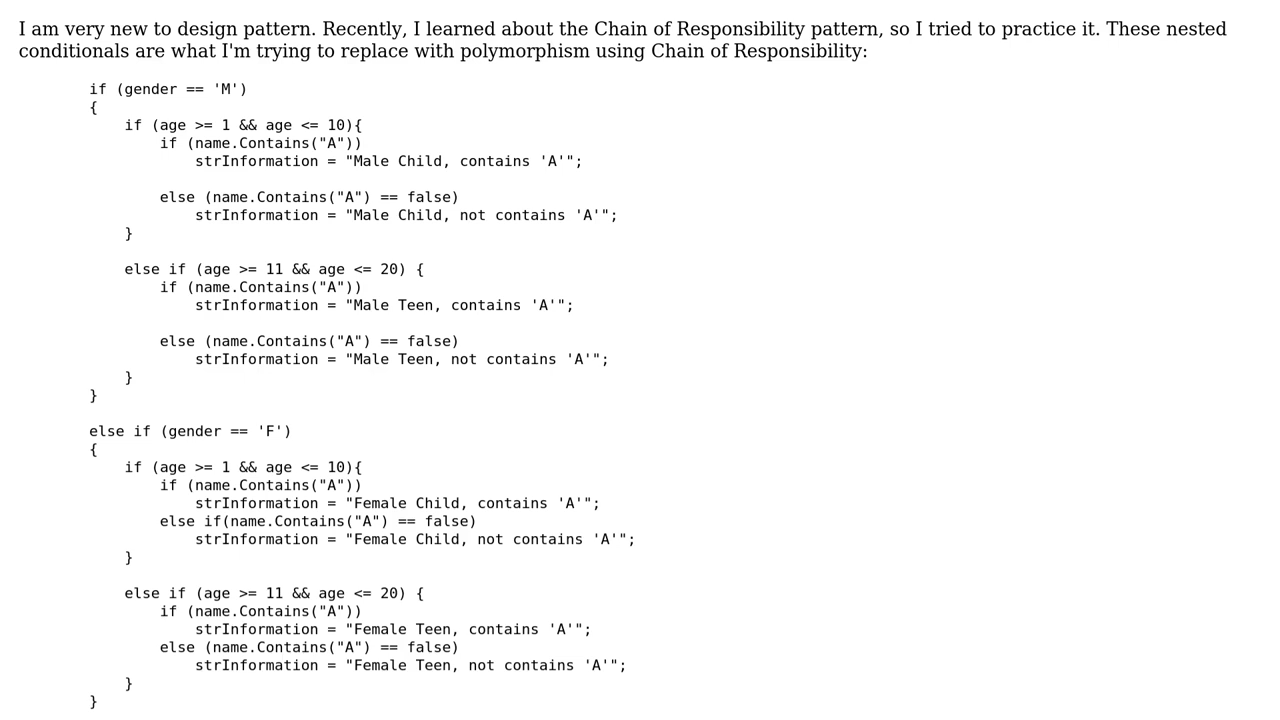 I am very new to design pattern. Recently, I learned about the Chain of Responsibility pattern, so I tried to practice it. These nested
conditionals are what I'm trying to replace with polymorphism using Chain of Responsibility:
if (gender == 'M')
{
if (age >= 1 && age <= 10){
if (name.Contains("A"))
strInformation = "Male Child, contains 'A'";
else (name.Contains("A") == false)
strInformation = "Male Child, not contains 'A'";
}
else if (age >= 11 && age <= 20) {
if (name.Contains("A"))
strInformation = "Male Teen, contains 'A'";
else (name.Contains("A") == false)
strInformation = "Male Teen, not contains 'A'";
}
}
else if (gender == 'F')
{
if (age >= 1 && age <= 10){
if (name.Contains("A"))
strInformation = "Female Child, contains 'A'";
else if(name.Contains("A") == false)
strInformation = "Female Child, not contains 'A'";
}
else if (age >= 11 && age <= 20) {
if (name.Contains("A"))
strInformation = "Female Teen, contains 'A'";
else (name.Contains("A") == false)
strInformation = "Female Teen, not contains 'A'";
}
}